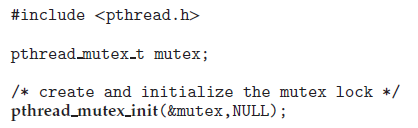 #include <pthread.h>
pthread_mutex_t mutex;
/* create and initialize the mutex lock */
pthread_mutex_init(&mutex,NULL);